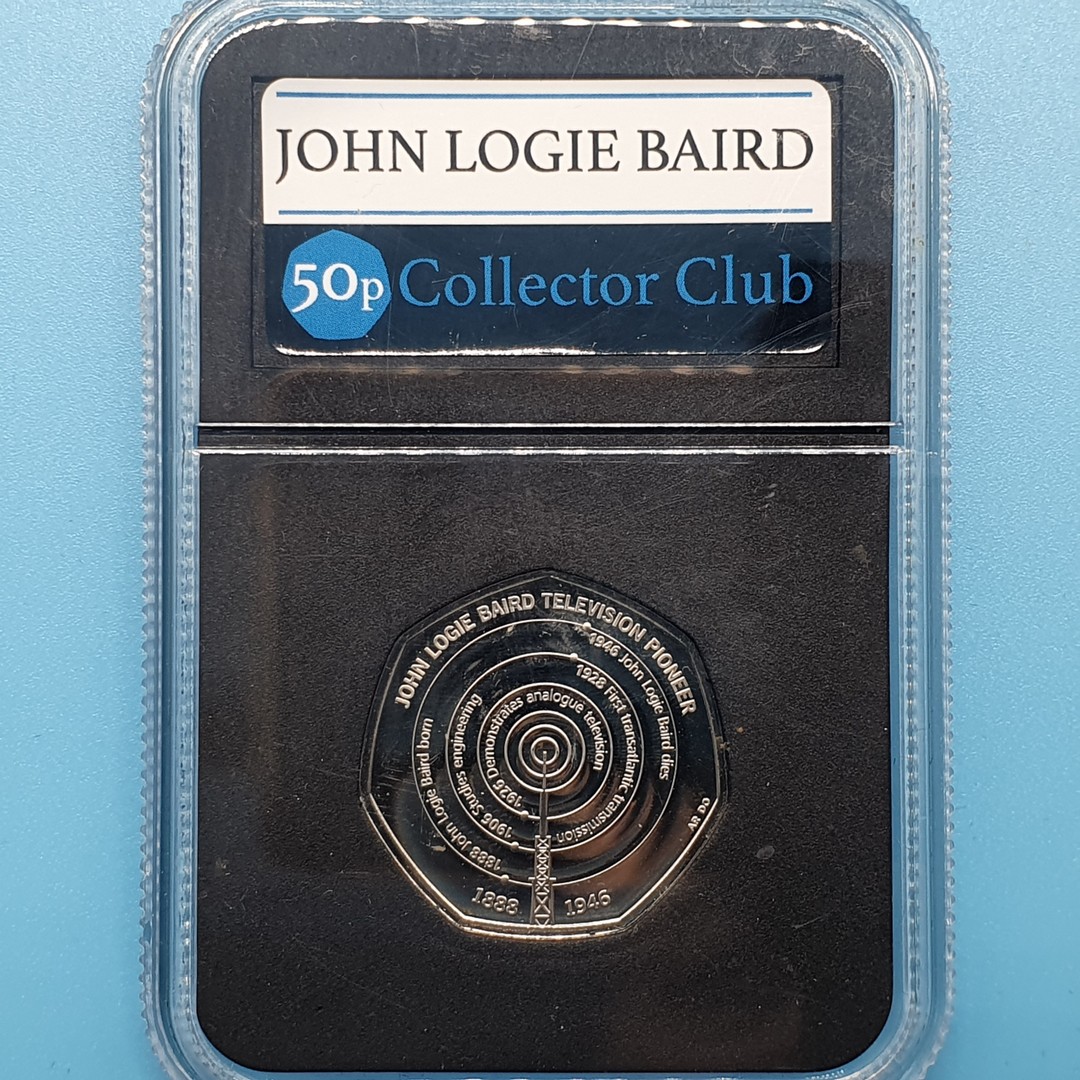 JOHN LOGIE BAIRD
50p Collector Club
JOHN LOGIE BAIRD TELEVISION PIONEER
1946 John Logie Baird dies
1928 First transatlantic transmission
1926 Demonstrates analogue television
1906 Studies engineering
1888 John Logie Baird born
AR DO
1888 1946